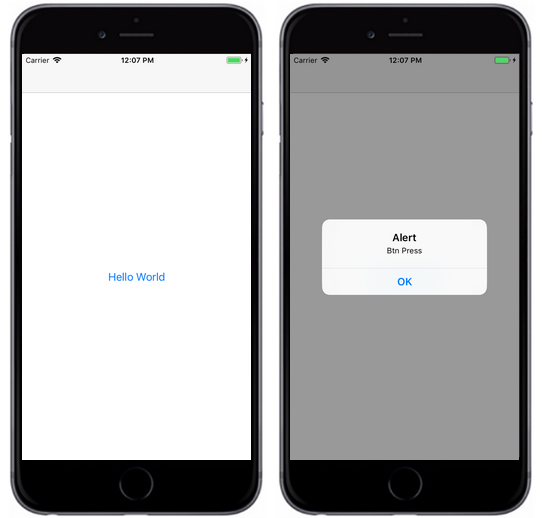 Carrier 12:07 PM
Hello World
Carrier 12:07 PM
Alert
Btn Press
OK